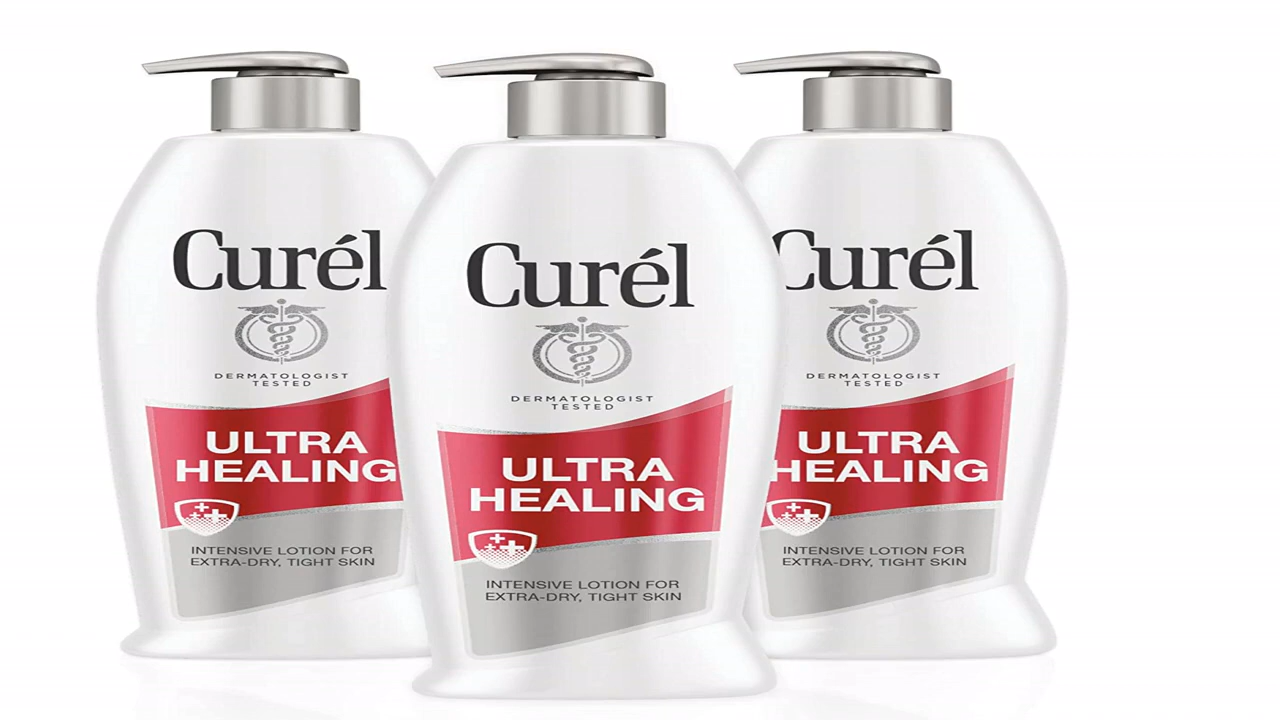 Curél
DERMATOLOGIST
TESTED
ULTRA
HEALING
INTENSIVE LOTION FOR
EXTRA-DRY, TIGHT SKIN
Curél
DERMATOLOGIST
TESTED
ULTRA
HEALING
INTENSIVE LOTION FOR
EXTRA-DRY, TIGHT SKIN
Curél
DERMATOLOGIST
TESTED
ULTRA
HEALING
INTENSIVE LOTION FOR
EXTRA-DRY, TIGHT SKIN